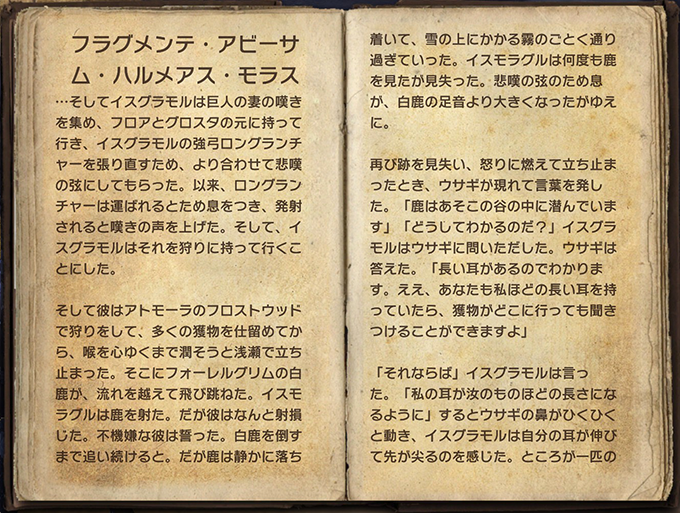 フラグメンテ・アビーサ
ム・ハルメアス・モラス
…そしてイスグラモルは巨人の妻の嘆き
を集め、フロアとグロスタの元に持って
行き、イスグラモルの強弓ロングランチ
ャーを張り直すため、より合わせて悲嘆
の弦にしてもらった。以来、ロングラン
チャーは運ばれるとため息をつき、発射
されると嘆きの声を上げた。そして、イ
スグラモルはそれを狩りに持って行くこ
とにした。
そして彼はアトモーラのフロストウッド
で狩りをして、多くの獲物を仕留めてか
ら、喉を心ゆくまで潤そうと浅瀬で立ち
止まった。そこにフォーレルグリムの白
鹿が、流れを越えて飛び跳ねた。イスモ
ラグルは鹿を射た。だが彼はなんと射損
じた。不機嫌な彼は誓った。白鹿を倒す
まで追い続けると。だが鹿は静かに落ち
着いて、雪の上にかかる霧のごとく通り
過ぎていった。イスモラグルは何度も鹿
を見たが見失った。悲嘆の弦のため息
が、白鹿の足音より大きくなったがゆえ
に。
再び跡を見失い、怒りに燃えて立ち止ま
ったとき、ウサギが現れて言葉を発し
た。「鹿はあそこの谷の中に潜んでいま
す」「どうしてわかるのだ？」イスグラ
モルはウサギに問いただした。ウサギは
答えた。「長い耳があるのでわかりま
す。ええ、あなたも私ほどの長い耳を持
っていたら、獲物がどこに行っても聞き
つけることができますよ」
「それならば」イスグラモルは言っ
た。「私の耳が汝のものほどの長さにな
るように」するとウサギの鼻がひくひく
と動き、イスグラモルは自分の耳が伸び
て先が尖るのを感じた。ところが一匹の